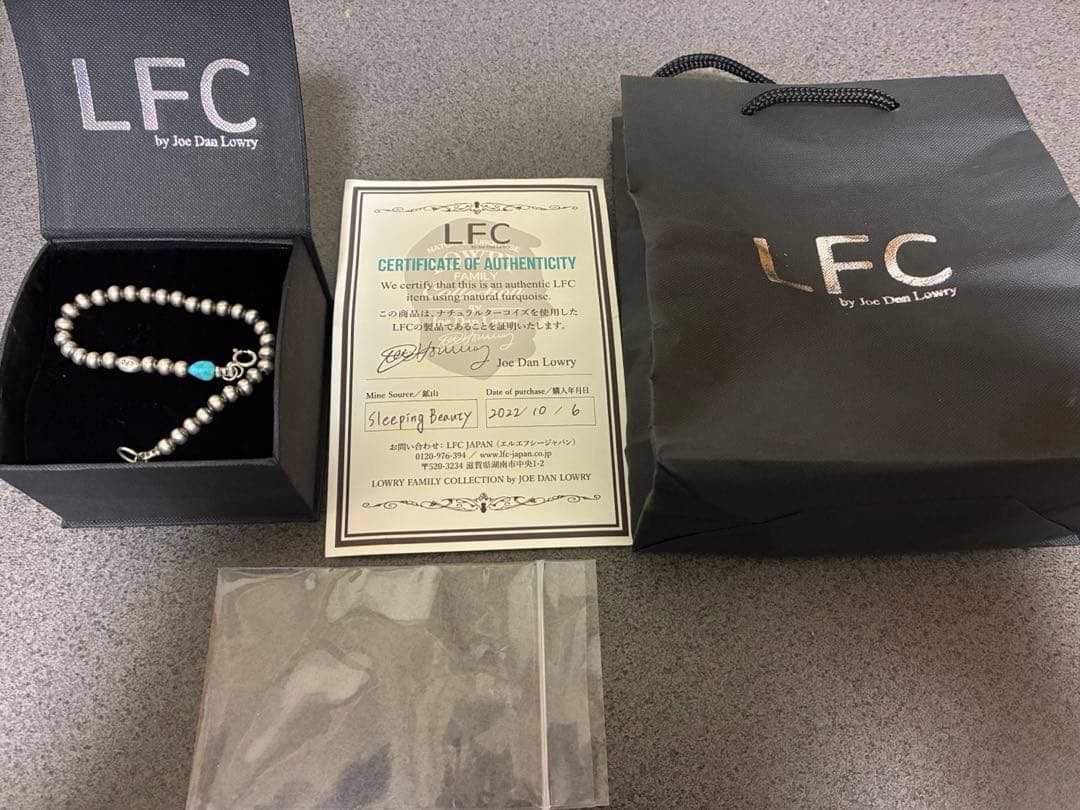 LFC
by Joe Dan Lowry
LFC
by Joe Dan Lowry
CERTIFICATE OF AUTHENTICITY
We certify that this is an authentic LFC
item using natural turquoise.
この商品は、ナチュラルターコイズを使用した
LFCの製品であることを証明いたします。
Joe Dan Lowry
Mine Source／鉱山
Date of purchase／購入年月日
Sleeping Beauty
2022/10/6
お問い合わせ：LFC JAPAN（エルエフシージャパン）
0120-976-394 ／ www.lfc-japan.co.jp
〒520-3234 滋賀県湖南市中央1-2
LOWRY FAMILY COLLECTION by JOE DAN LOWRY
LFC
by Joe Dan Lowry